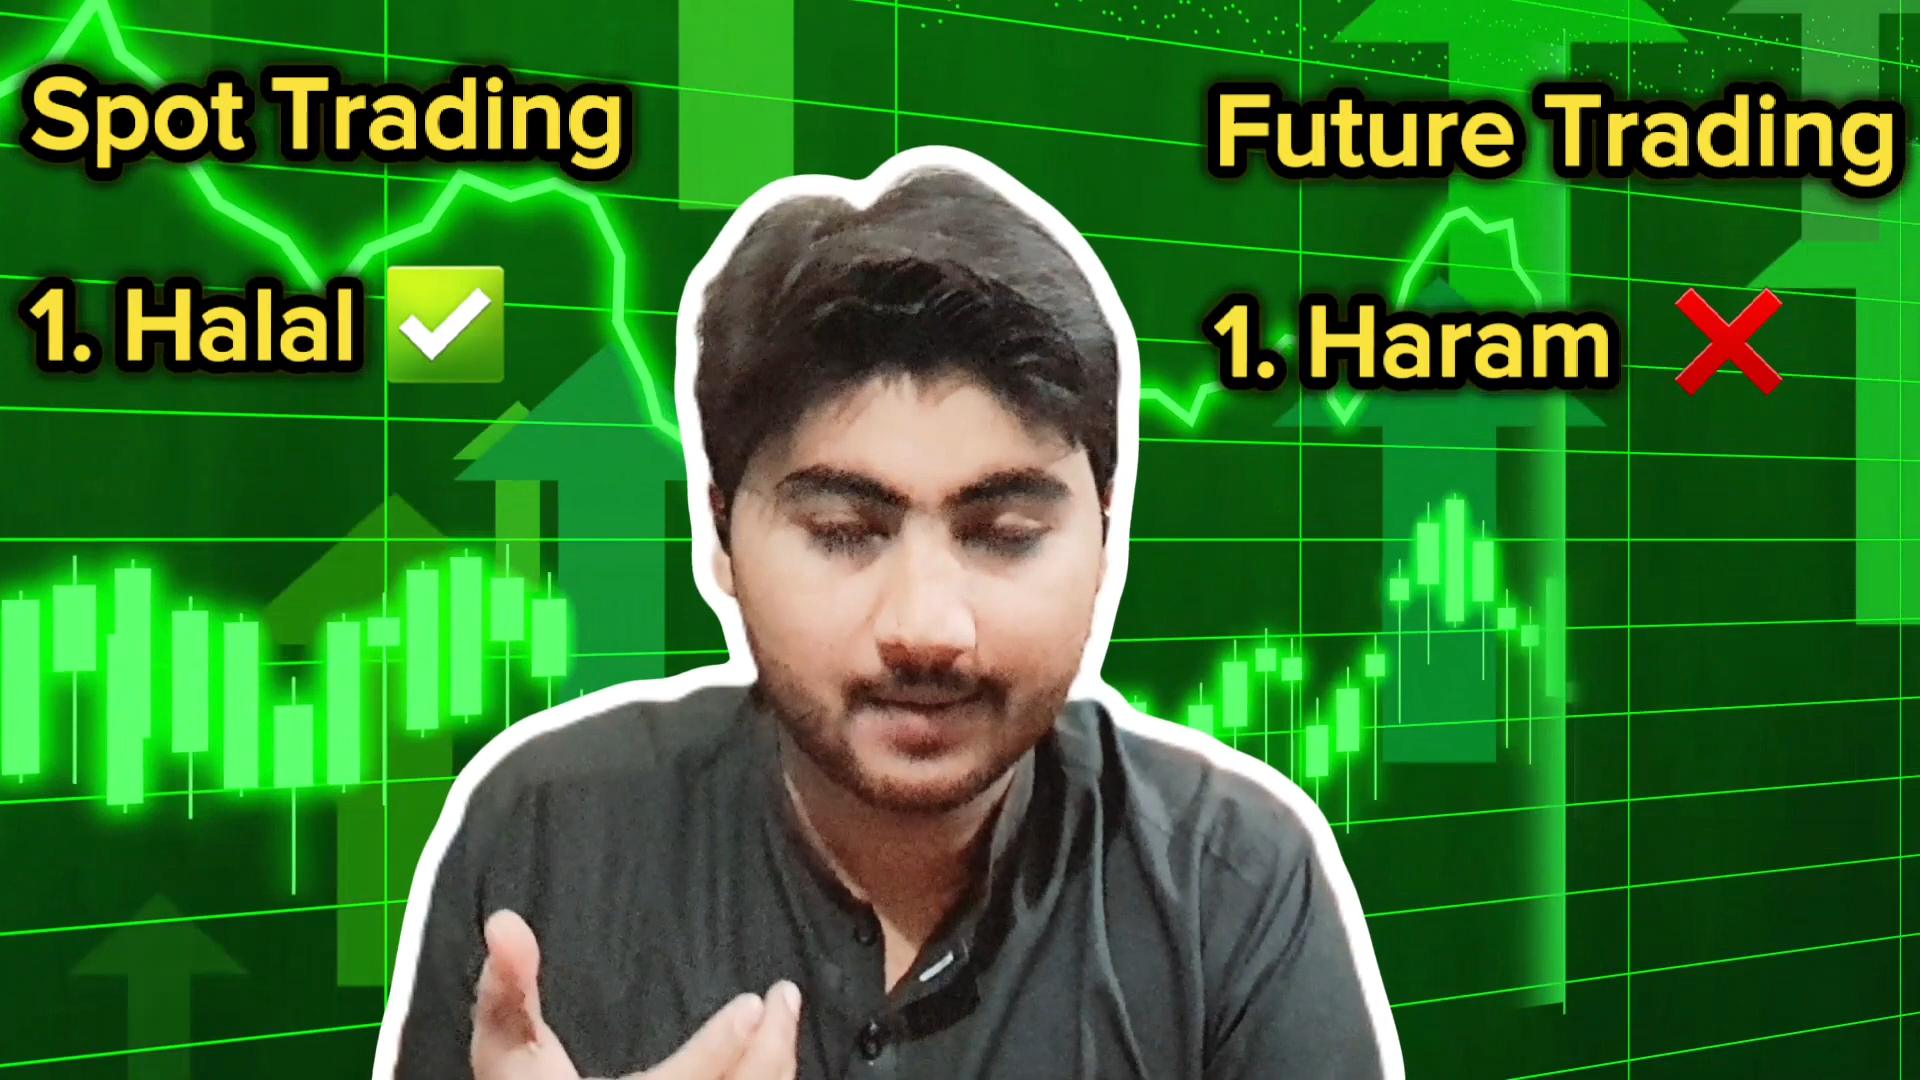 Spot Trading
1. Halal ✅
Future Trading
1. Haram ❌